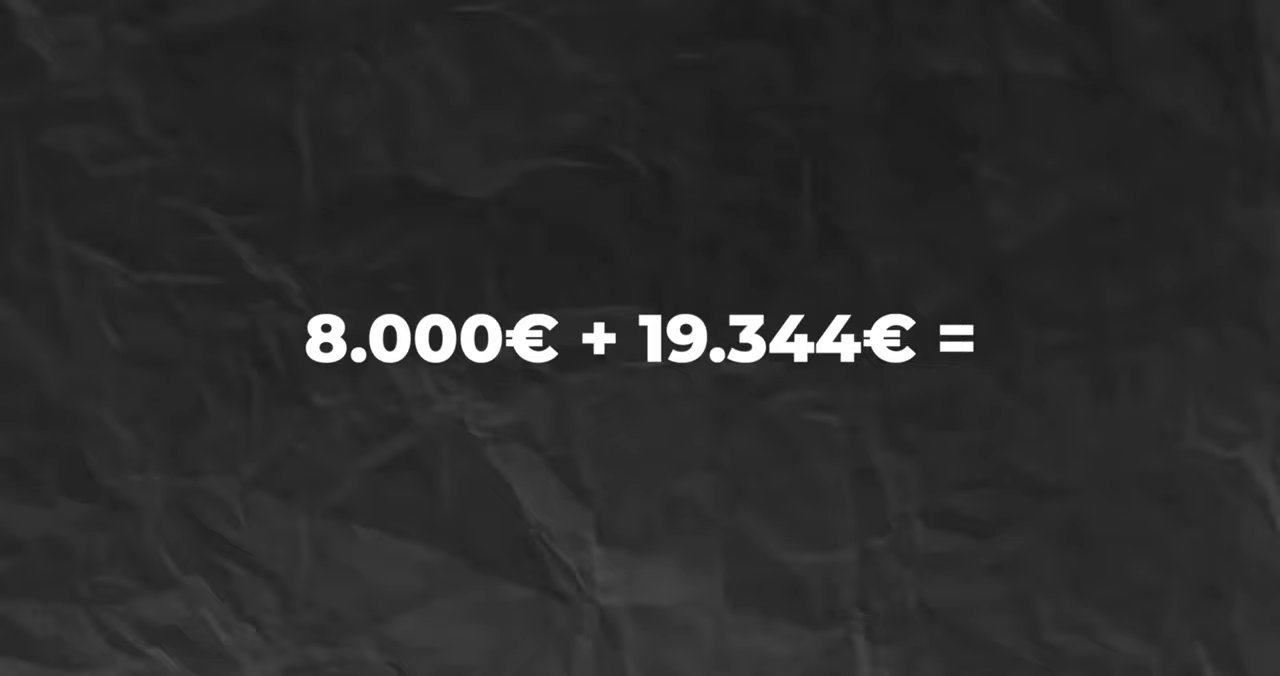 8.000€ + 19.344€ =